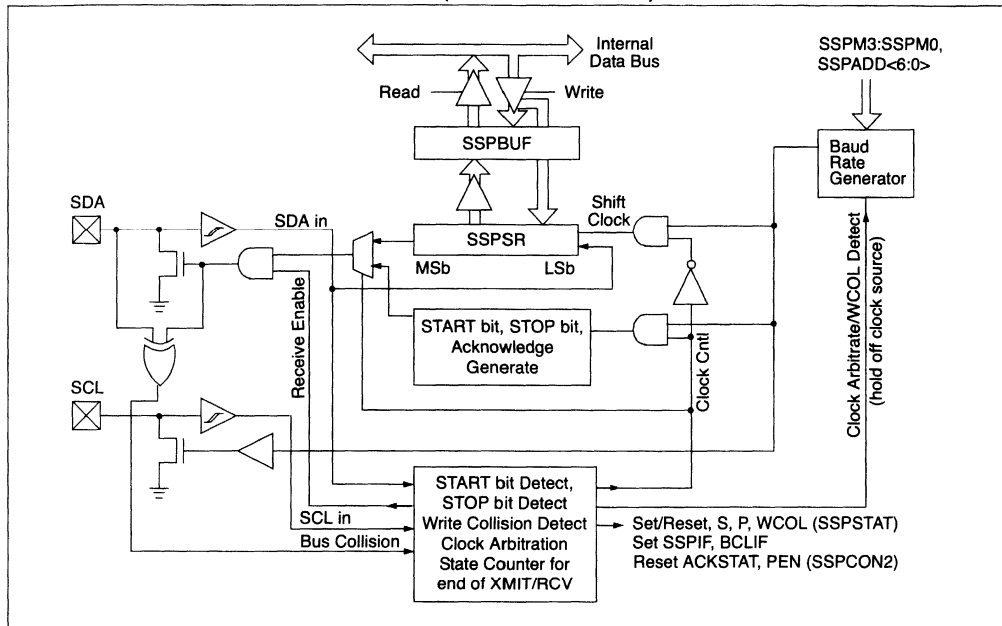 Internal
Data Bus
SSPM3:SSPM0,
SSPADD<6:0>
Read
Write
SSPBUF
Baud
Rate
Generator
SDA
SDA in
Shift
Clock
SSPSR
MSb
LSb
START bit, STOP bit,
Acknowledge
Generate
Receive Enable
Clock Cntl
Clock Arbitrate/WCOL Detect
(hold off clock source)
SCL
SCL in
Bus Collision
START bit Detect,
STOP bit Detect
Write Collision Detect
Clock Arbitration
State Counter for
end of XMIT/RCV
Set/Reset, S, P, WCOL (SSPSTAT)
Set SSPIF, BCLIF
Reset ACKSTAT, PEN (SSPCON2)